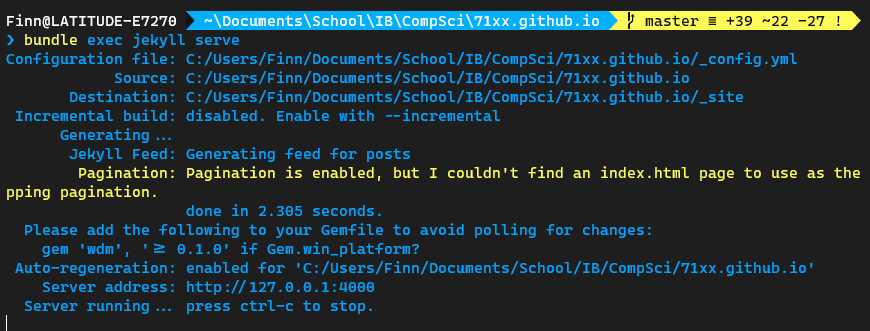 Finn@LATITUDE-E7270 ~\Documents\School\IB\CompSci\71xx.github.io master ≡ +39 ~22 -27 !
❯ bundle exec jekyll serve
Configuration file: C:/Users/Finn/Documents/School/IB/CompSci/71xx.github.io/_config.yml
Source: C:/Users/Finn/Documents/School/IB/CompSci/71xx.github.io
Destination: C:/Users/Finn/Documents/School/IB/CompSci/71xx.github.io/_site
Incremental build: disabled. Enable with --incremental
Generating...
Jekyll Feed: Generating feed for posts
Pagination: Pagination is enabled, but I couldn't find an index.html page to use as the
pping pagination.
done in 2.305 seconds.
Please add the following to your Gemfile to avoid polling for changes:
gem 'wdm', '≥ 0.1.0' if Gem.win_platform?
Auto-regeneration: enabled for 'C:/Users/Finn/Documents/School/IB/CompSci/71xx.github.io'
Server address: http://127.0.0.1:4000
Server running... press ctrl-c to stop.